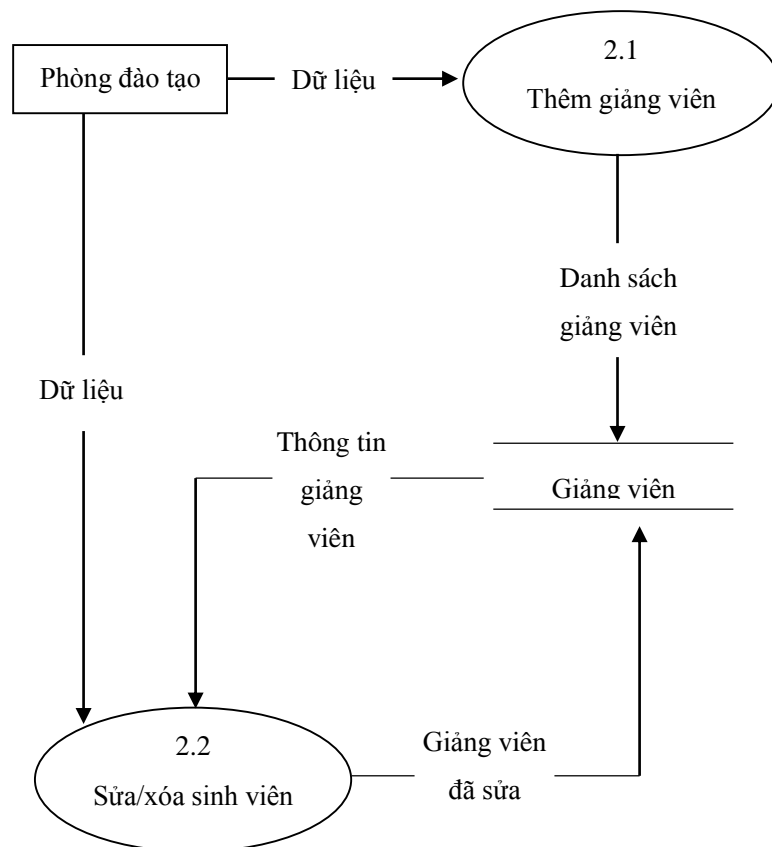 Phòng đào tạo
Dữ liệu
2.1
Thêm giảng viên
Danh sách
giảng viên
Dữ liệu
Thông tin
giảng
viên
Giảng viên
2.2
Sửa/xóa sinh viên
Giảng viên
đã sửa